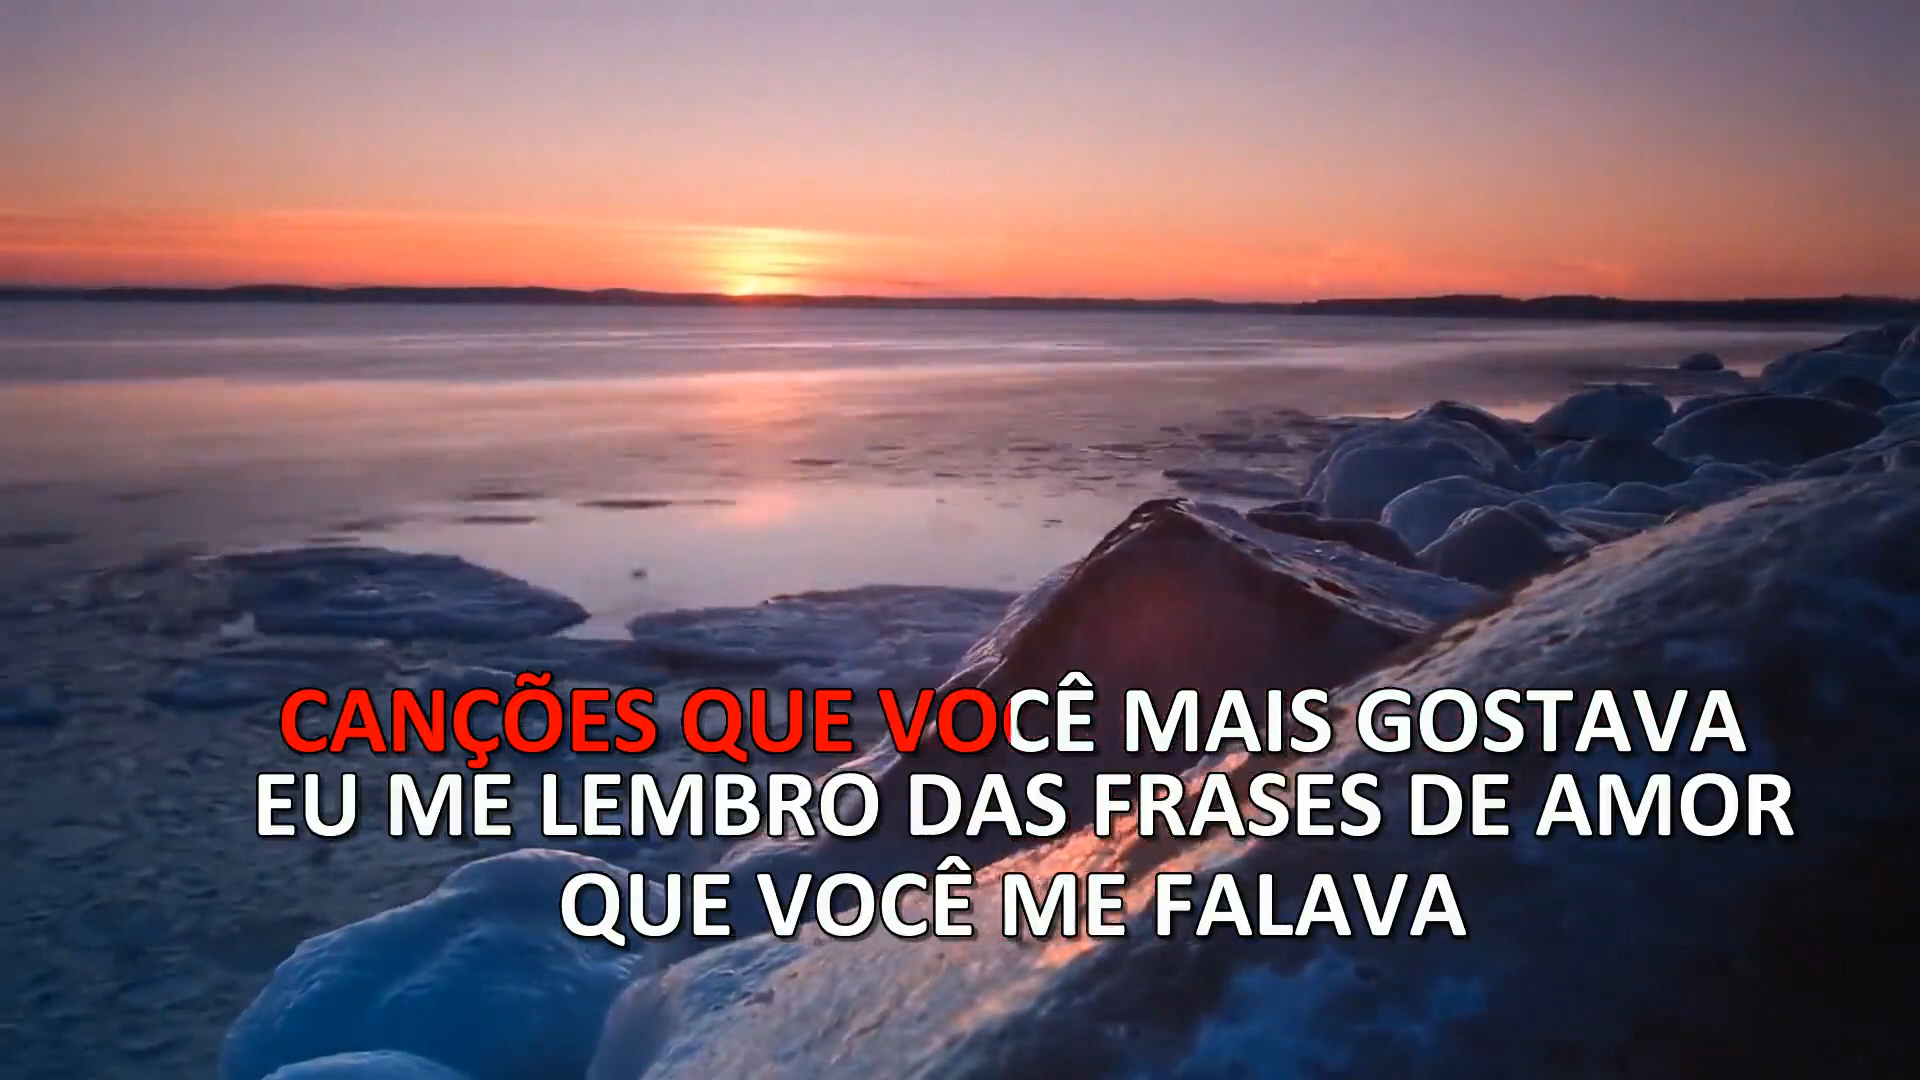 CANÇÕES QUE VOCÊ MAIS GOSTAVA
EU ME LEMBRO DAS FRASES DE AMOR
QUE VOCÊ ME FALAVA